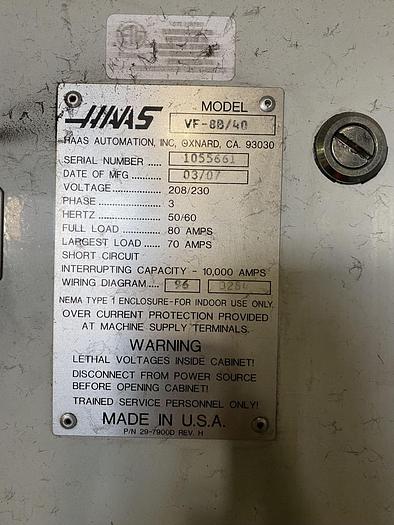 HAAS
MODEL
VF-8B/40
HAAS AUTOMATION, INC, OXNARD, CA. 93030
SERIAL NUMBER ..... 1055661
DATE OF MFG ............ 03/07
VOLTAGE .................. 208/230
PHASE ...................... 3
HERTZ ...................... 50/60
FULL LOAD ............... 80 AMPS
LARGEST LOAD ..... 70 AMPS
SHORT CIRCUIT
INTERRUPTING CAPACITY - 10,000 AMPS
WIRING DIAGRAM.... 96
NEMA TYPE 1 ENCLOSURE-FOR INDOOR USE ONLY.
OVER CURRENT PROTECTION PROVIDED
AT MACHINE SUPPLY TERMINALS.
WARNING
LETHAL VOLTAGES INSIDE CABINET!
DISCONNECT FROM POWER SOURCE
BEFORE OPENING CABINET!
TRAINED SERVICE PERSONNEL ONLY!
MADE IN U.S.A.
P/N 29-7900D REV. H